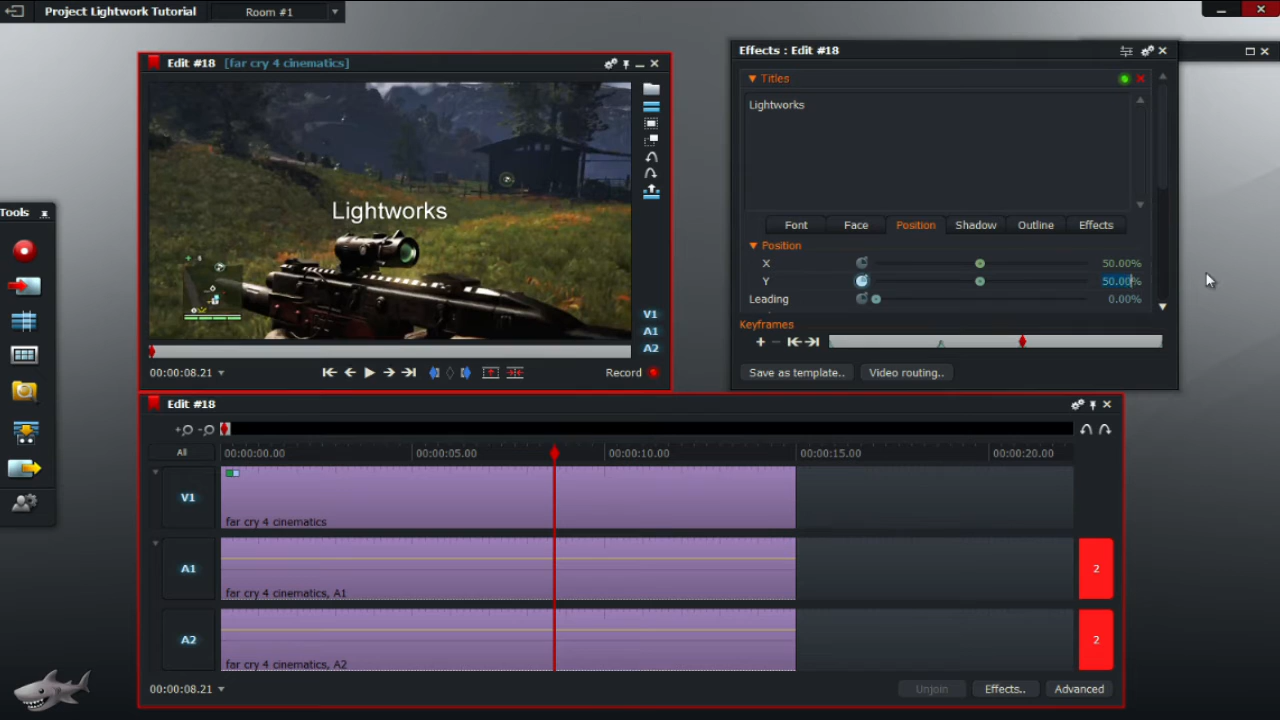 Project Lightwork Tutorial
Room #1
Edit #18 [far cry 4 cinematics]
Lightworks
V1
A1
A2
00:00:08.21
Record
Effects : Edit #18
Titles
Lightworks
Font Face Position Shadow Outline Effects
Position
X 50.00%
Y 50.00%
Leading 0.00%
Keyframes
Save as template.. Video routing..
Tools
Edit #18
All 00:00:00.00 00:00:05.00 00:00:10.00 00:00:15.00 00:00:20.00
V1
far cry 4 cinematics
A1
far cry 4 cinematics, A1
2
A2
far cry 4 cinematics, A2
2
00:00:08.21
Unjoin Effects.. Advanced